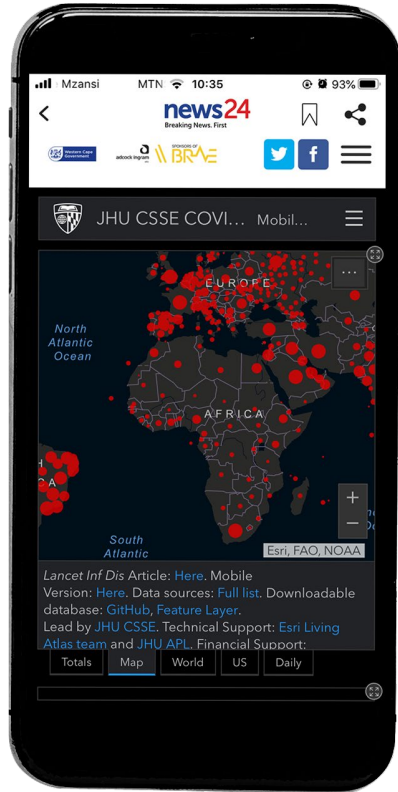 Mzansi MTN 10:35 93%
news24
Breaking News. First
Western Cape
Government
adcock ingram
SPONSORS OF
BRAVE
JHU CSSE COVI... Mobil...
EUROPE
North
Atlantic
Ocean
AFRICA
South
Atlantic
Esri, FAO, NOAA
Lancet Inf Dis Article: Here. Mobile
Version: Here. Data sources: Full list. Downloadable
database: GitHub, Feature Layer.
Lead by JHU CSSE. Technical Support: Esri Living
Atlas team and JHU APL. Financial Support:
Totals Map World US Daily